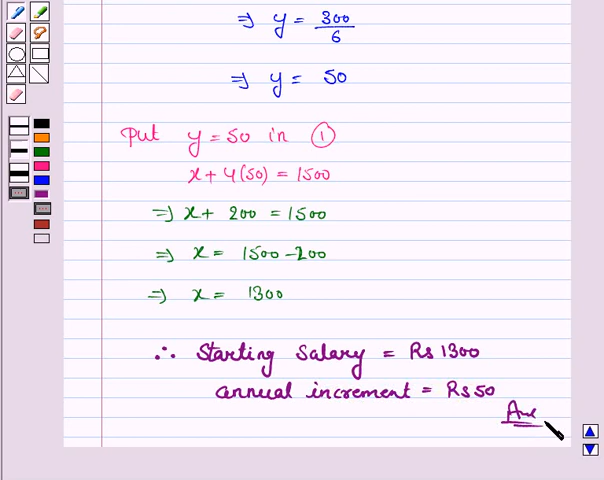 ⇒ y = 300/6
⇒ y = 50
Put y = 50 in ①
x + 4(50) = 1500
⇒ x + 200 = 1500
⇒ x = 1500 - 200
⇒ x = 1300
∴ Starting Salary = Rs 1300
annual increment = Rs 50
Ans